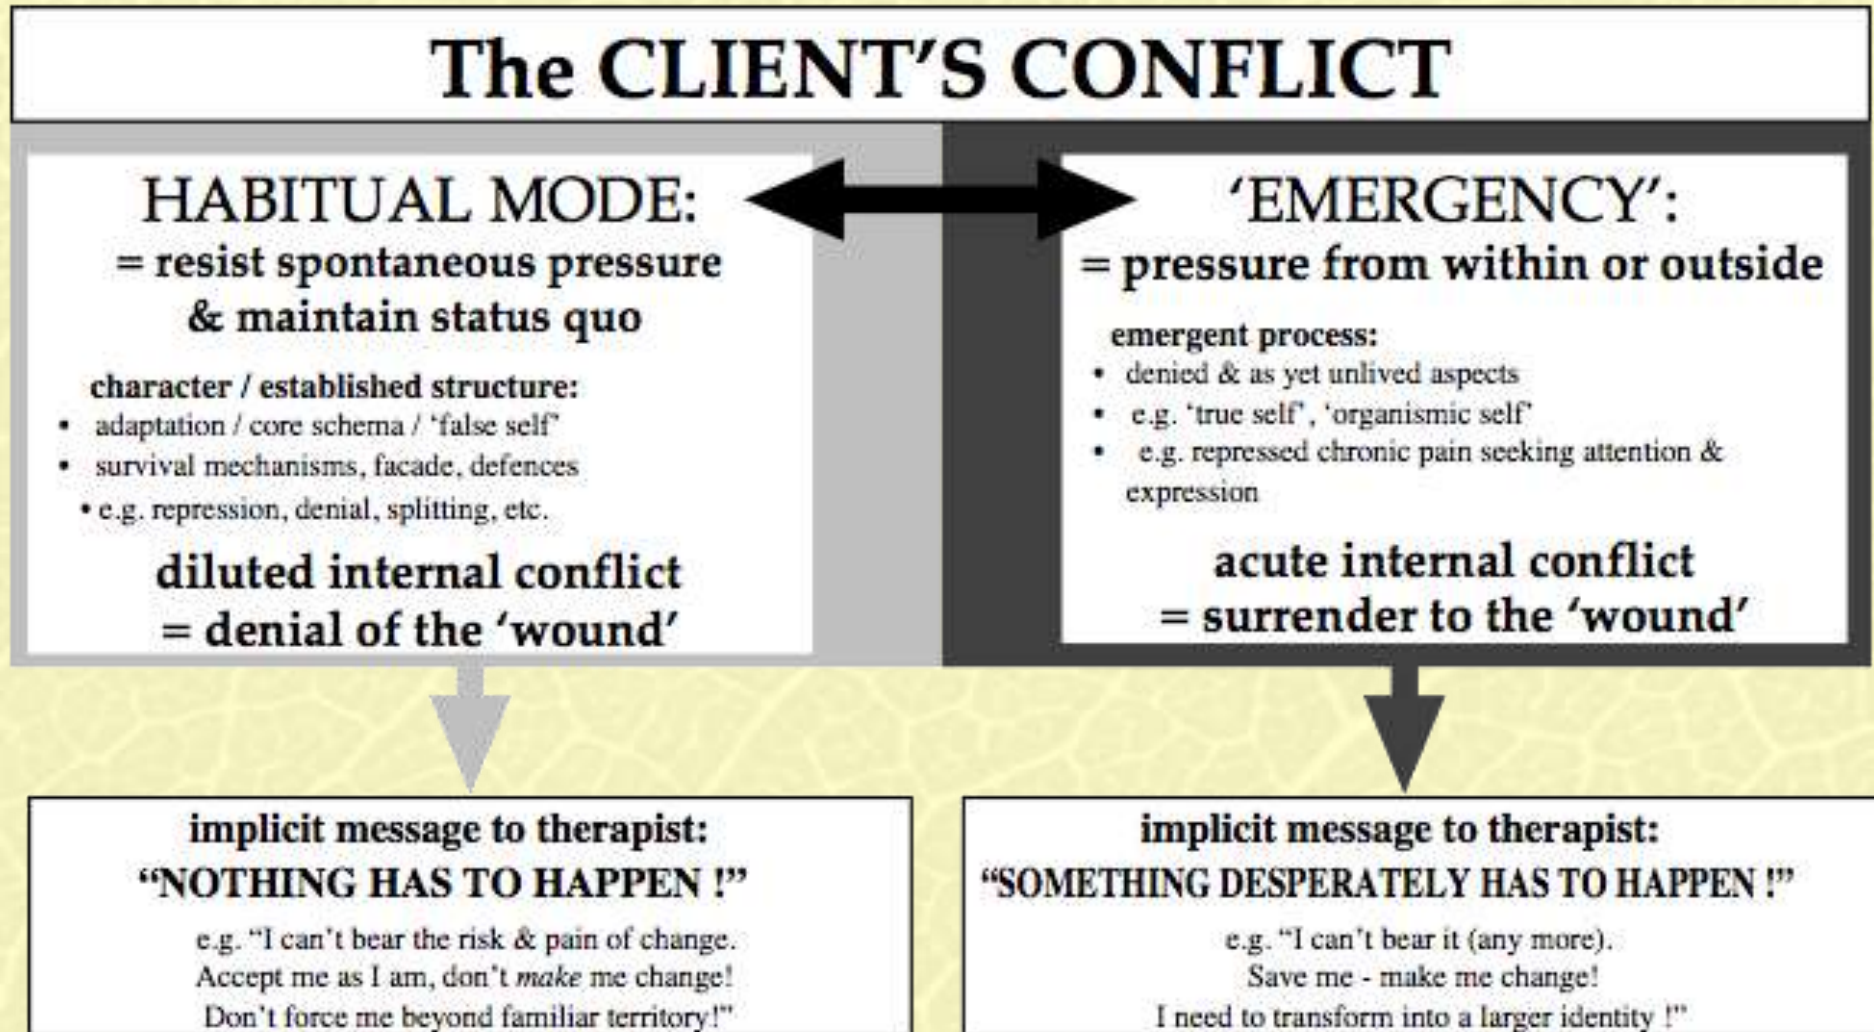 The CLIENT'S CONFLICT
HABITUAL MODE:
= resist spontaneous pressure
& maintain status quo
character / established structure:
• adaptation / core schema / ‘false self’
• survival mechanisms, facade, defences
• e.g. repression, denial, splitting, etc.
diluted internal conflict
= denial of the ‘wound’
‘EMERGENCY’:
= pressure from within or outside
emergent process:
• denied & as yet unlived aspects
• e.g. ‘true self’, ‘organismic self’
• e.g. repressed chronic pain seeking attention &
expression
acute internal conflict
= surrender to the ‘wound’
implicit message to therapist:
“NOTHING HAS TO HAPPEN !”
e.g. “I can’t bear the risk & pain of change.
Accept me as I am, don’t make me change!
Don’t force me beyond familiar territory!”
implicit message to therapist:
“SOMETHING DESPERATELY HAS TO HAPPEN !”
e.g. “I can’t bear it (any more).
Save me - make me change!
I need to transform into a larger identity !”